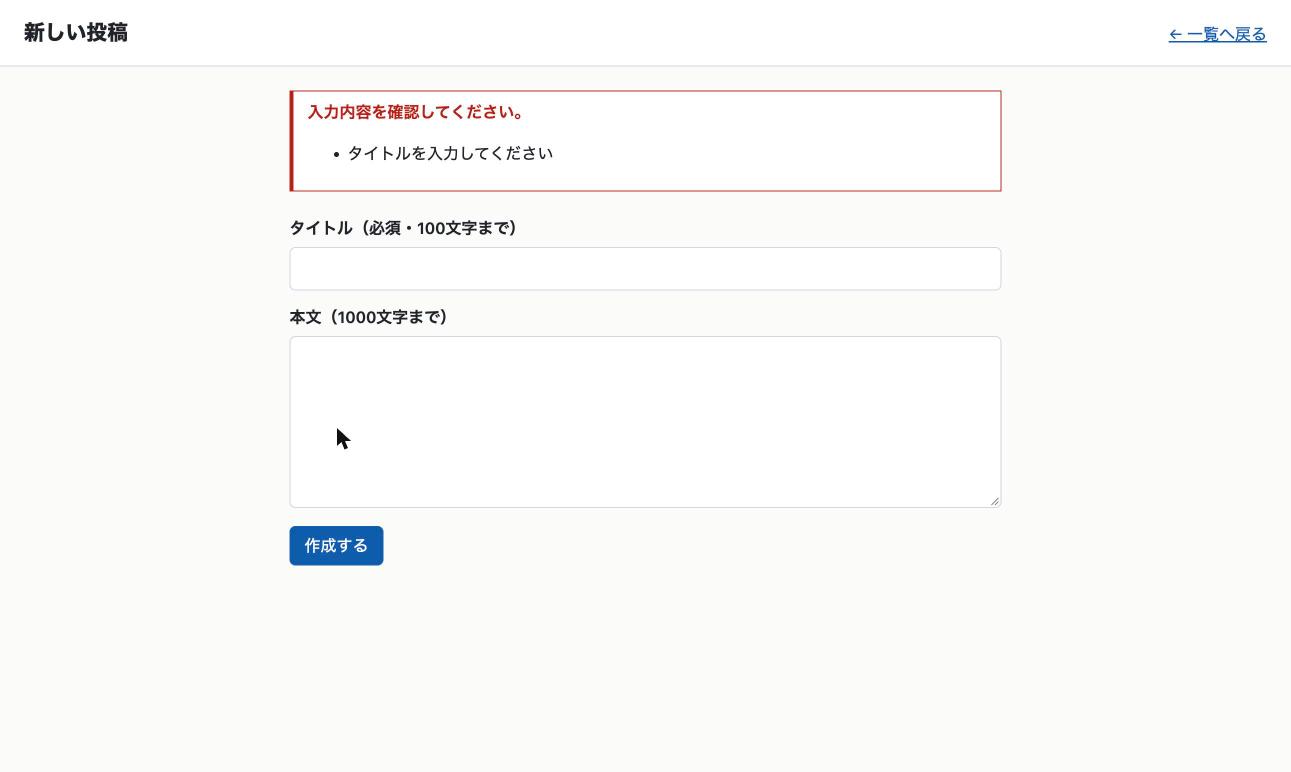 新しい投稿
← 一覧へ戻る
入力内容を確認してください。
• タイトルを入力してください
タイトル（必須・100文字まで）
本文（1000文字まで）
作成する